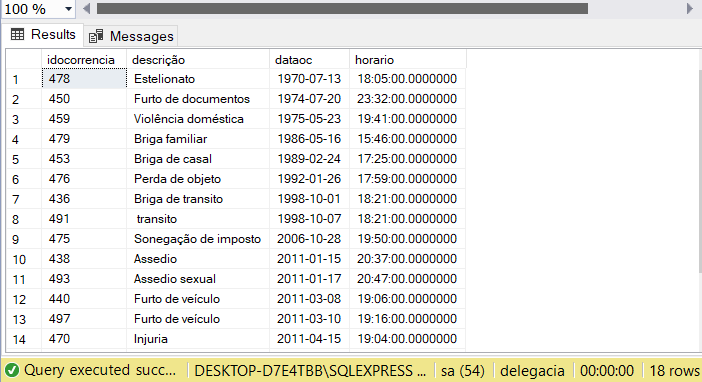 100 %
Results Messages
idocorrencia descrição dataoc horario
1 478 Estelionato 1970-07-13 18:05:00.0000000
2 450 Furto de documentos 1974-07-20 23:32:00.0000000
3 459 Violência doméstica 1975-05-23 19:41:00.0000000
4 479 Briga familiar 1986-05-16 15:46:00.0000000
5 453 Briga de casal 1989-02-24 17:25:00.0000000
6 476 Perda de objeto 1992-01-26 17:59:00.0000000
7 436 Briga de transito 1998-10-01 18:21:00.0000000
8 491 transito 1998-10-07 18:21:00.0000000
9 475 Sonegação de imposto 2006-10-28 19:50:00.0000000
10 438 Assedio 2011-01-15 20:37:00.0000000
11 493 Assedio sexual 2011-01-17 20:47:00.0000000
12 440 Furto de veículo 2011-03-08 19:06:00.0000000
13 497 Furto de veículo 2011-03-10 19:16:00.0000000
14 470 Injuria 2011-04-15 19:04:00.0000000
Query executed succ... DESKTOP-D7E4TBB\SQLEXPRESS ... sa (54) delegacia 00:00:00 18 rows